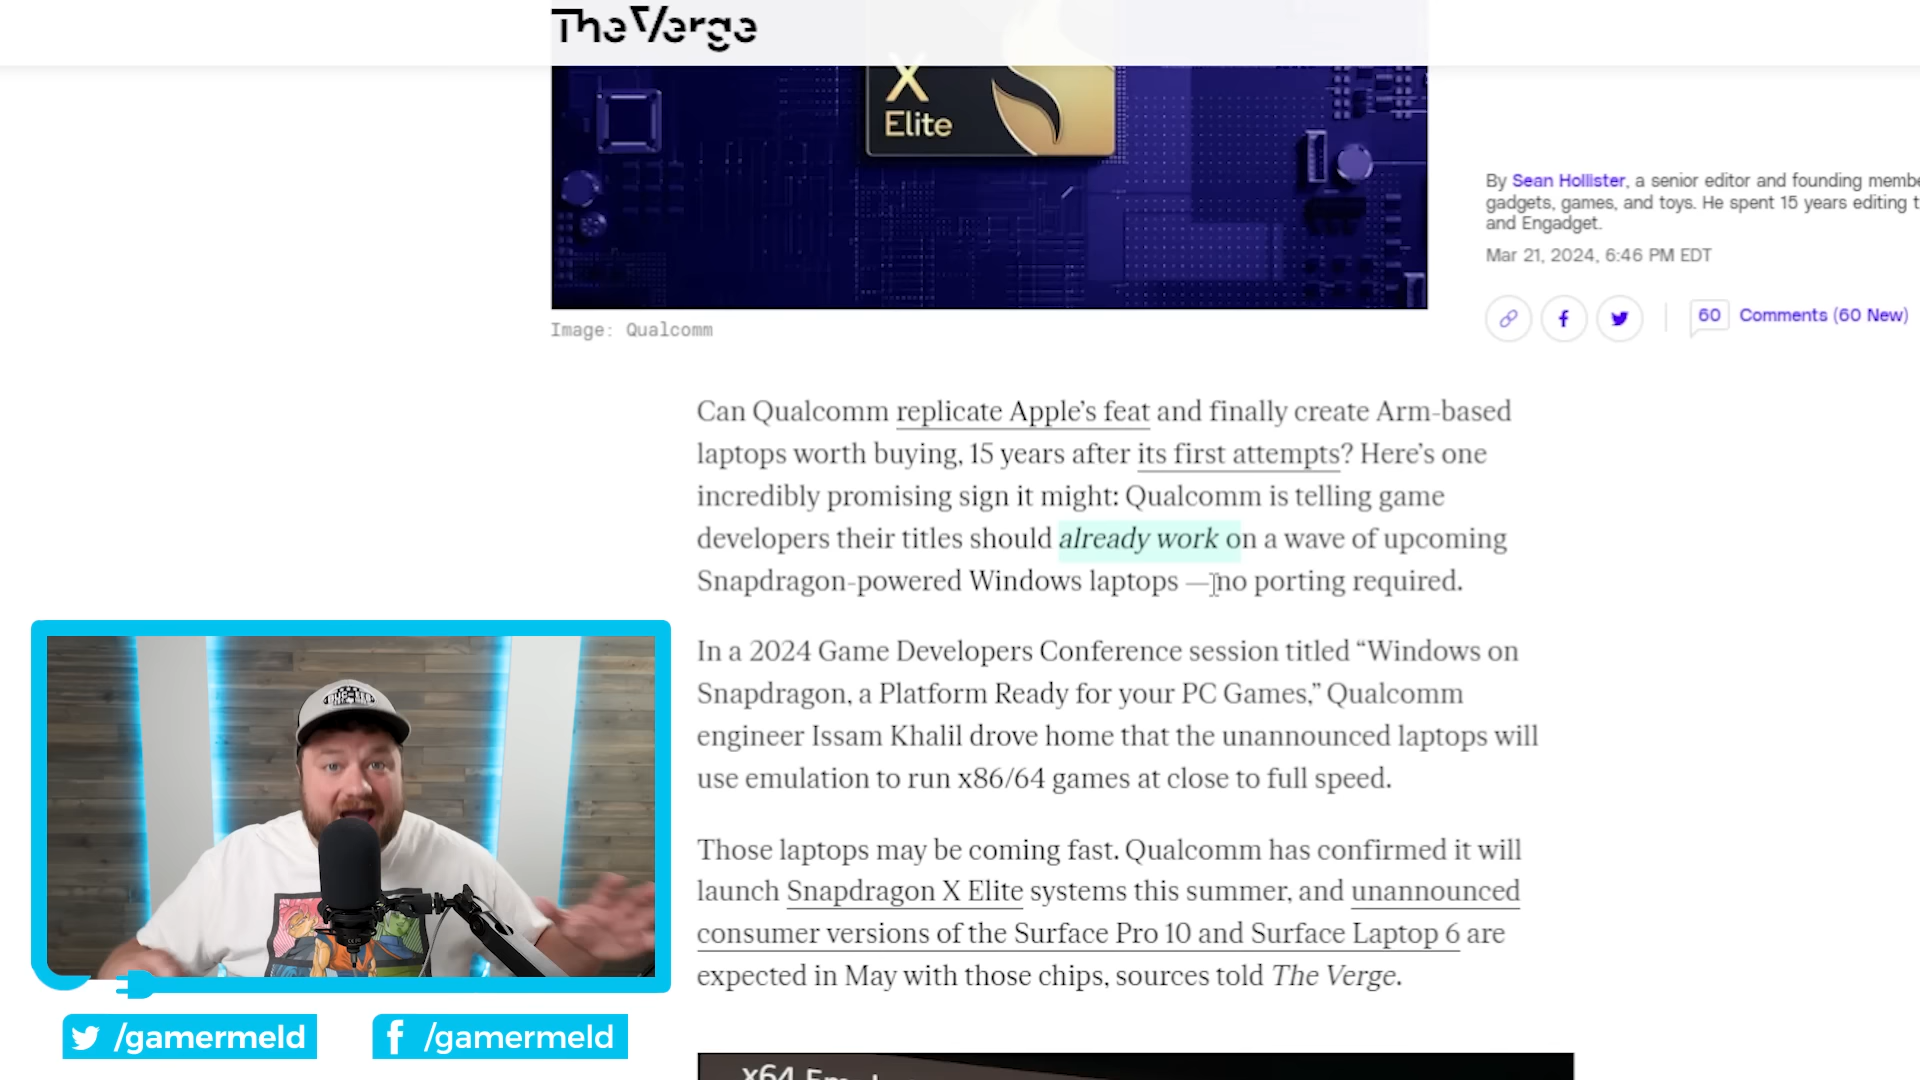 The Verge
X
Elite
By Sean Hollister, a senior editor and founding membe
gadgets, games, and toys. He spent 15 years editing t
and Engadget.
Mar 21, 2024, 6:46 PM EDT
60 Comments (60 New)
Image: Qualcomm
Can Qualcomm replicate Apple’s feat and finally create Arm-based
laptops worth buying, 15 years after its first attempts? Here’s one
incredibly promising sign it might: Qualcomm is telling game
developers their titles should already work on a wave of upcoming
Snapdragon-powered Windows laptops — no porting required.
In a 2024 Game Developers Conference session titled “Windows on
Snapdragon, a Platform Ready for your PC Games,” Qualcomm
engineer Issam Khalil drove home that the unannounced laptops will
use emulation to run x86/64 games at close to full speed.
Those laptops may be coming fast. Qualcomm has confirmed it will
launch Snapdragon X Elite systems this summer, and unannounced
consumer versions of the Surface Pro 10 and Surface Laptop 6 are
expected in May with those chips, sources told The Verge.
/gamermeld
/gamermeld
x64